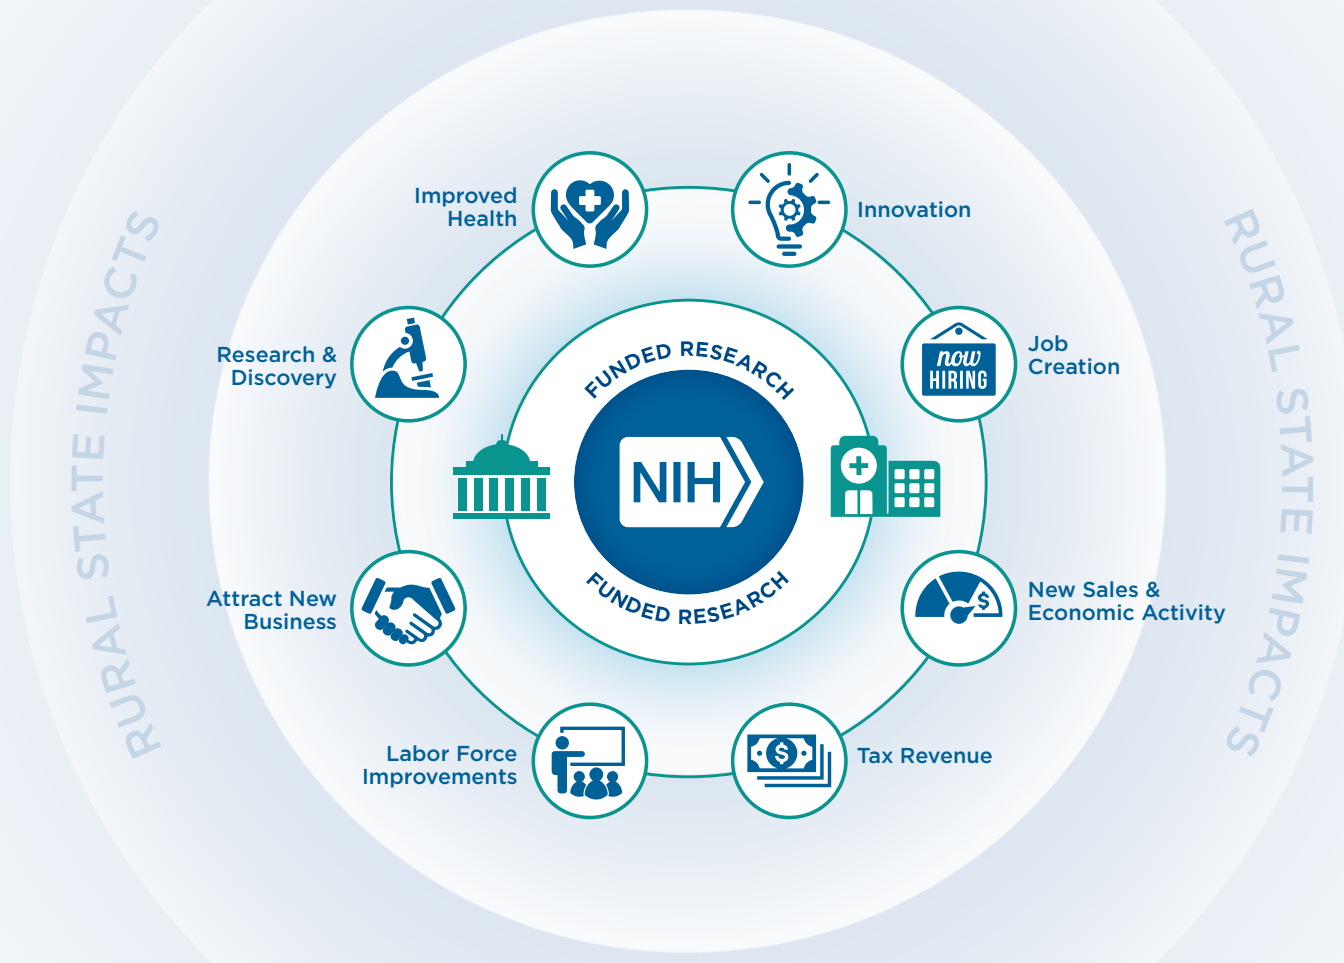 Improved
Health
Innovation
Research &
Discovery
Job
Creation
now
HIRING
FUNDED RESEARCH
NIH
FUNDED RESEARCH
Attract New
Business
New Sales &
Economic Activity
$
Labor Force
Improvements
Tax Revenue
$
RURAL STATE IMPACTS
RURAL STATE IMPACTS